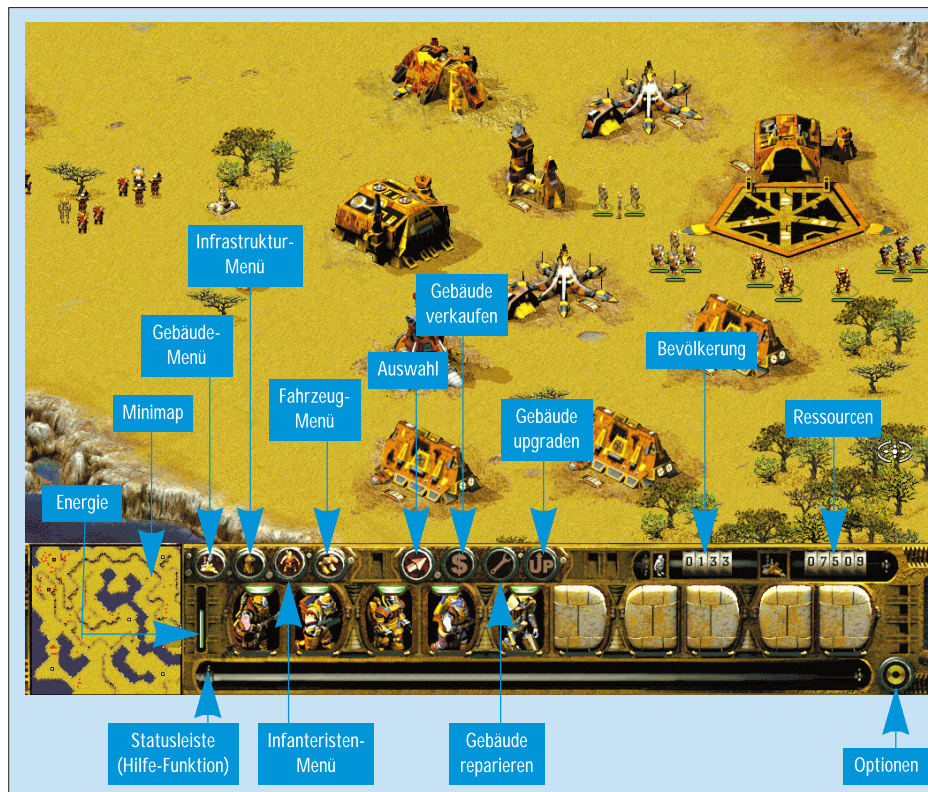 Infrastruktur-
Menü
Gebäude
verkaufen
Gebäude-
Menü
Bevölkerung
Auswahl
Fahrzeug-
Menü
Minimap
Gebäude
upgraden
Ressourcen
Energie
$
UP
0133
07509
Statusleiste
(Hilfe-Funktion)
Infanteristen-
Menü
Gebäude
reparieren
Optionen